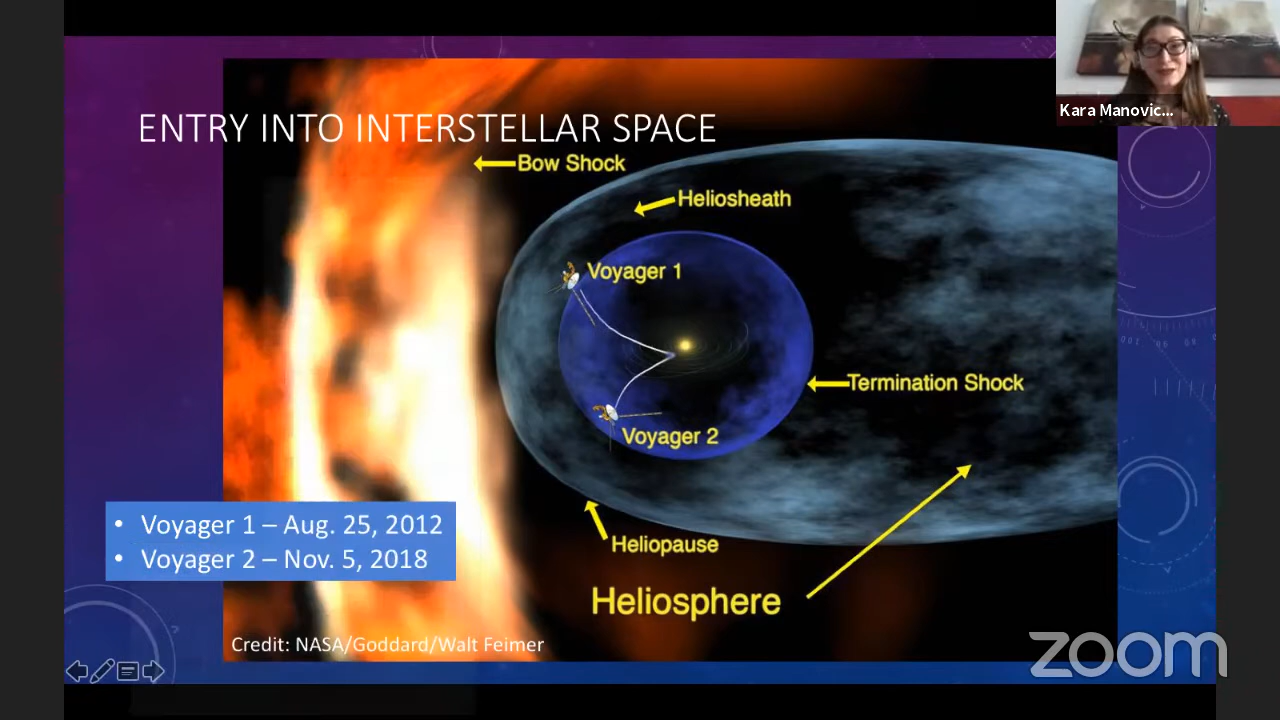 Kara Manovic...
ENTRY INTO INTERSTELLAR SPACE
Bow Shock
Heliosheath
Voyager 1
Termination Shock
Voyager 2
• Voyager 1 – Aug. 25, 2012
• Voyager 2 – Nov. 5, 2018
Heliopause
Heliosphere
Credit: NASA/Goddard/Walt Feimer
zoom